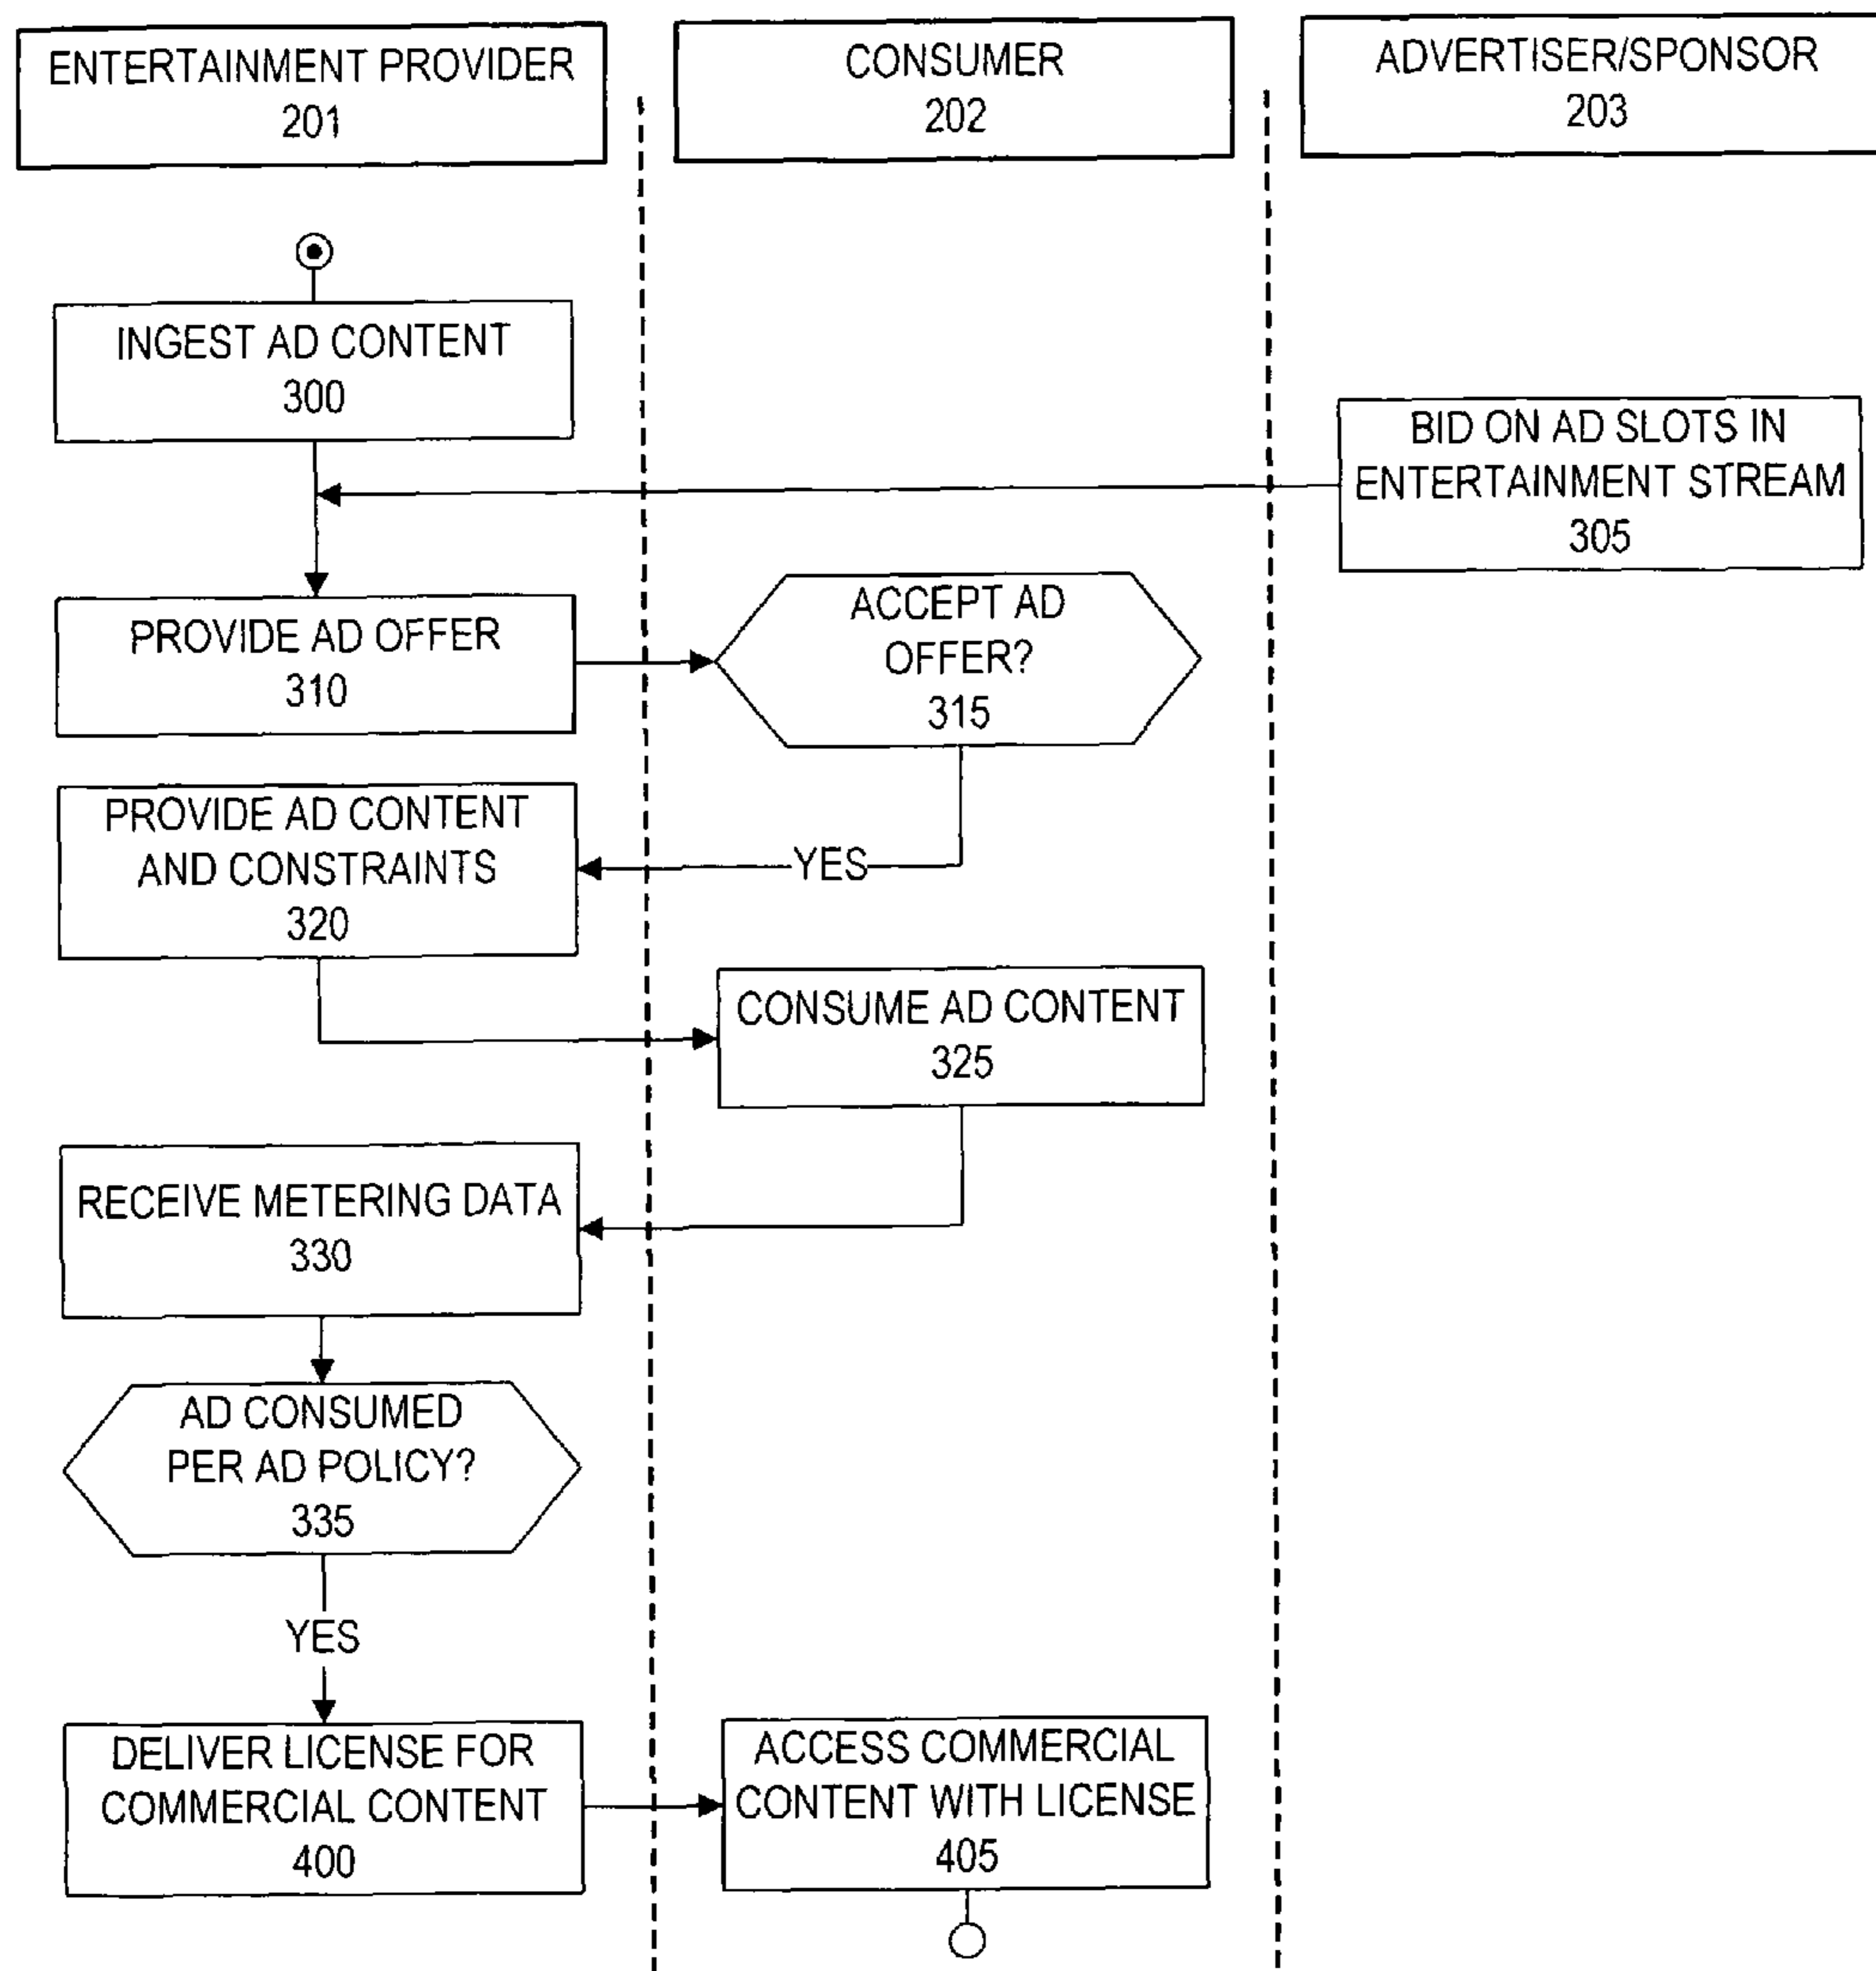 ENTERTAINMENT PROVIDER
201
CONSUMER
202
ADVERTISER/SPONSOR
203
INGEST AD CONTENT
300
BID ON AD SLOTS IN
ENTERTAINMENT STREAM
305
PROVIDE AD OFFER
310
ACCEPT AD
OFFER?
315
YES
PROVIDE AD CONTENT
AND CONSTRAINTS
320
CONSUME AD CONTENT
325
RECEIVE METERING DATA
330
AD CONSUMED
PER AD POLICY?
335
YES
DELIVER LICENSE FOR
COMMERCIAL CONTENT
400
ACCESS COMMERCIAL
CONTENT WITH LICENSE
405